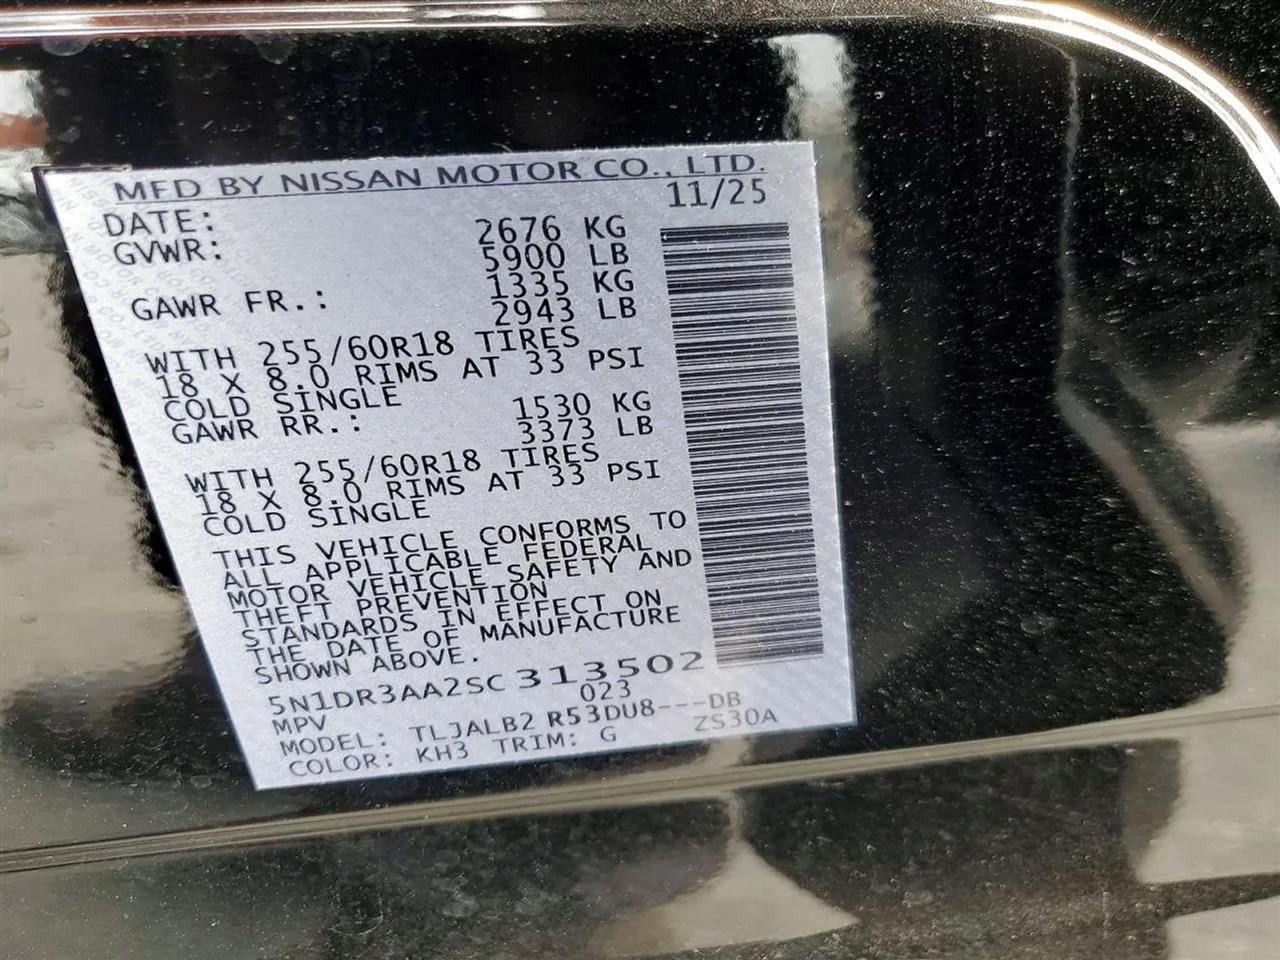 MFD BY NISSAN MOTOR CO., LTD.
DATE: 11/25
GVWR: 2676 KG
5900 LB
GAWR FR.: 1335 KG
2943 LB
WITH 255/60R18 TIRES
18 X 8.0 RIMS AT 33 PSI
COLD SINGLE
GAWR RR.: 1530 KG
3373 LB
WITH 255/60R18 TIRES
18 X 8.0 RIMS AT 33 PSI
COLD SINGLE
THIS VEHICLE CONFORMS TO
ALL APPLICABLE FEDERAL
MOTOR VEHICLE SAFETY AND
THEFT PREVENTION
STANDARDS IN EFFECT ON
THE DATE OF MANUFACTURE
SHOWN ABOVE.
5N1DR3AA2SC313502
MPV 023
MODEL: TLJALB2 R53DU8---DB
COLOR: KH3 TRIM: G ZS30A